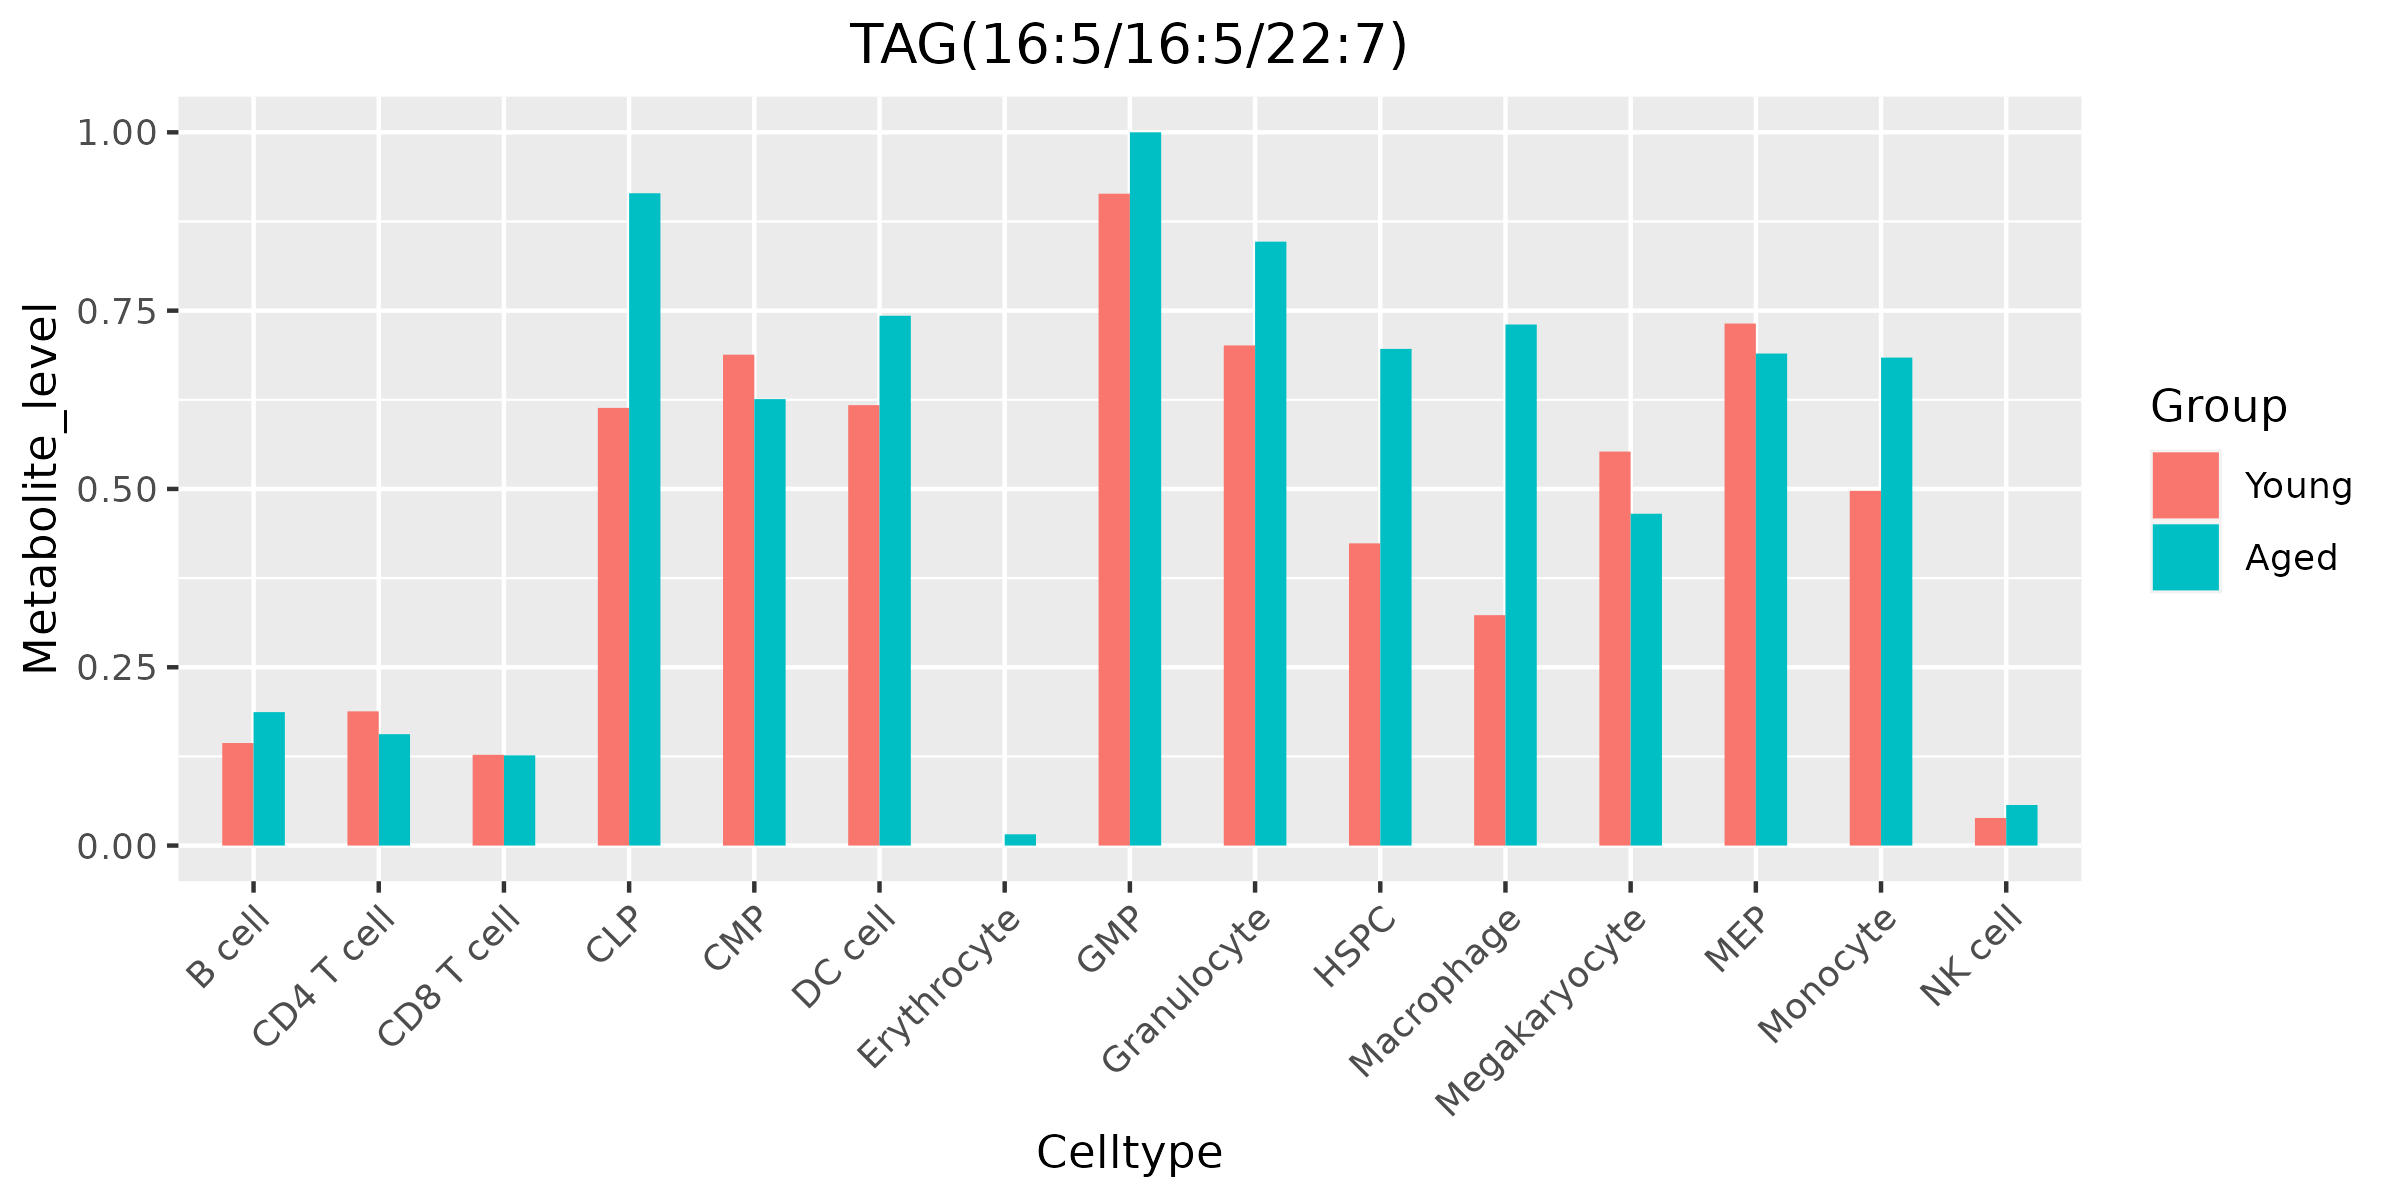 TAG(16:5/16:5/22:7)
Metabolite_level
1.00
0.75
0.50
0.25
0.00
B cell
CD4 T cell
CD8 T cell
CLP
CMP
DC cell
Erythrocyte
GMP
Granulocyte
HSPC
Macrophage
Megakaryocyte
MEP
Monocyte
NK cell
Celltype
Group
Young
Aged